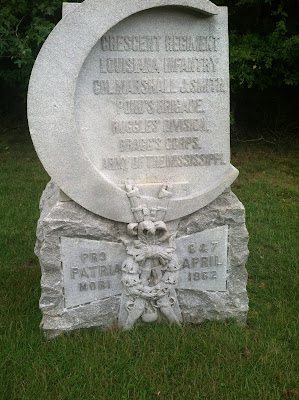 CRESCENT REGIMENT
LOUISIANA INFANTRY
COL. MARSHALL J. SMITH,
POND'S BRIGADE,
RUGGLES' DIVISION,
BRAGG'S CORPS,
ARMY OF THE MISSISSIPPI.
PRO
PATRIA
MORI
6 & 7
APRIL
1862